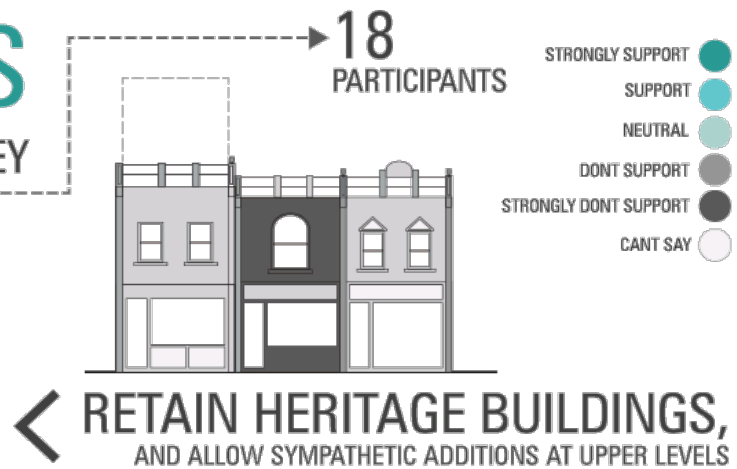 S
EY
18
PARTICIPANTS
STRONGLY SUPPORT
SUPPORT
NEUTRAL
DONT SUPPORT
STRONGLY DONT SUPPORT
CANT SAY
RETAIN HERITAGE BUILDINGS,
AND ALLOW SYMPATHETIC ADDITIONS AT UPPER LEVELS